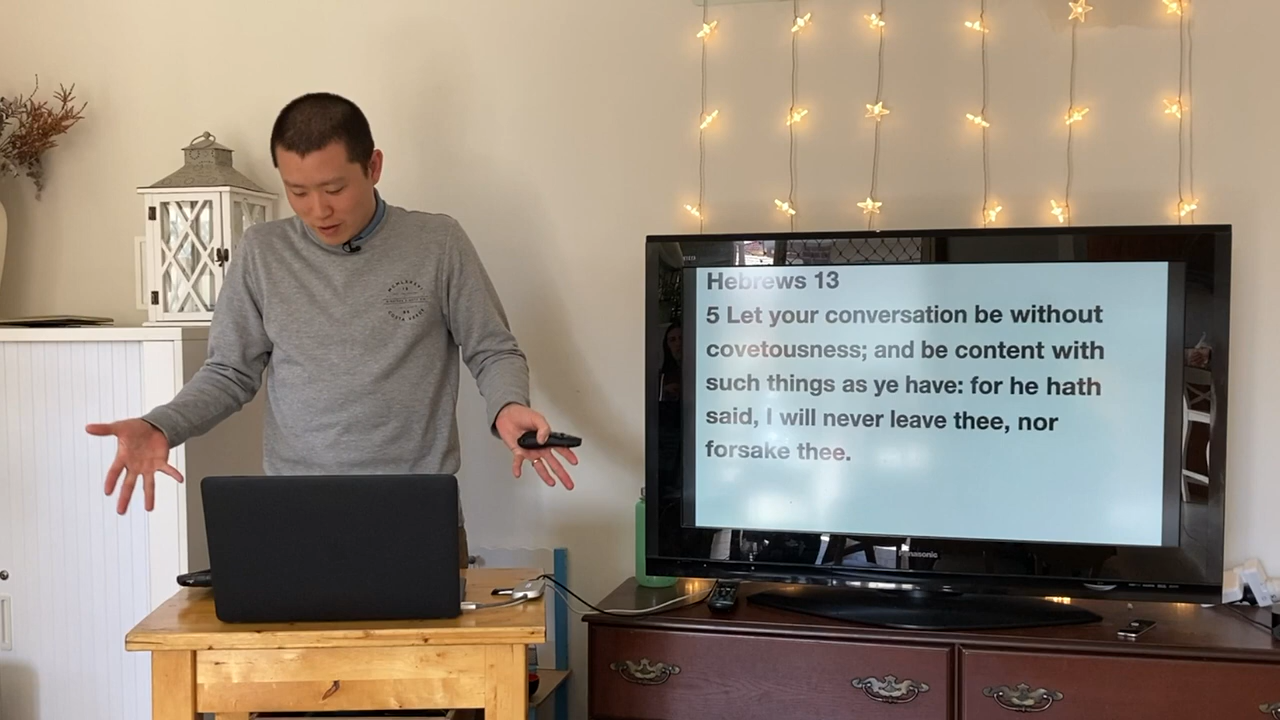 Hebrews 13
5 Let your conversation be without
covetousness; and be content with
such things as ye have: for he hath
said, I will never leave thee, nor
forsake thee.
Panasonic